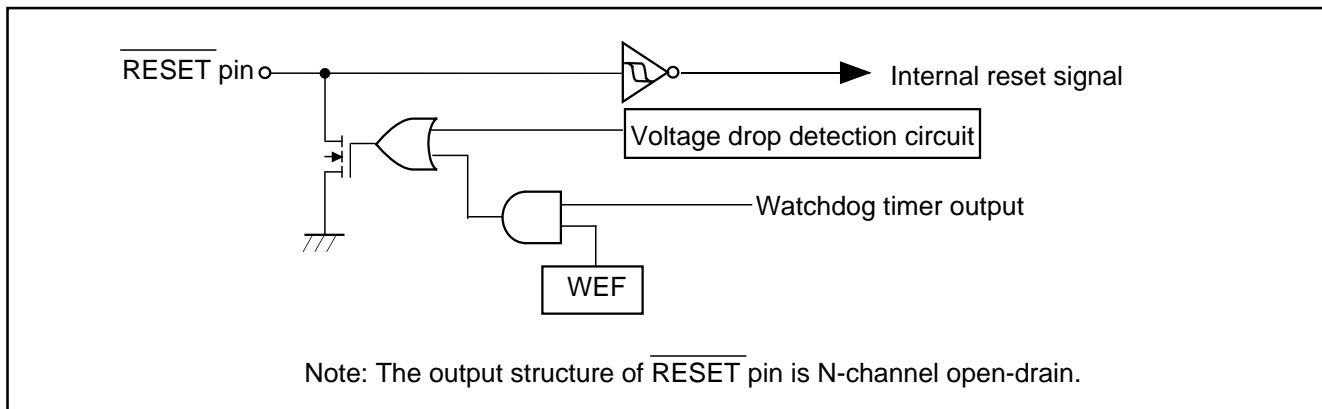 RESET pin
Internal reset signal
Voltage drop detection circuit
Watchdog timer output
WEF
Note: The output structure of RESET pin is N-channel open-drain.